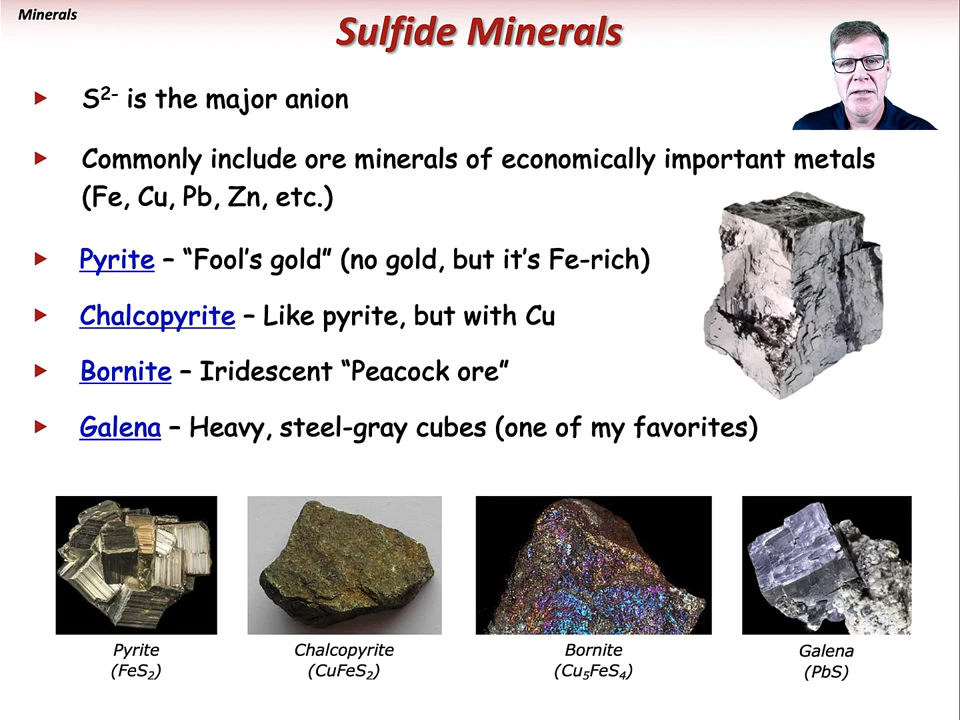 Minerals
Sulfide Minerals
► S²⁻ is the major anion
► Commonly include ore minerals of economically important metals
(Fe, Cu, Pb, Zn, etc.)
► Pyrite – “Fool’s gold” (no gold, but it’s Fe-rich)
► Chalcopyrite – Like pyrite, but with Cu
► Bornite – Iridescent “Peacock ore”
► Galena – Heavy, steel-gray cubes (one of my favorites)
Pyrite
(FeS₂)
Chalcopyrite
(CuFeS₂)
Bornite
(Cu₅FeS₄)
Galena
(PbS)